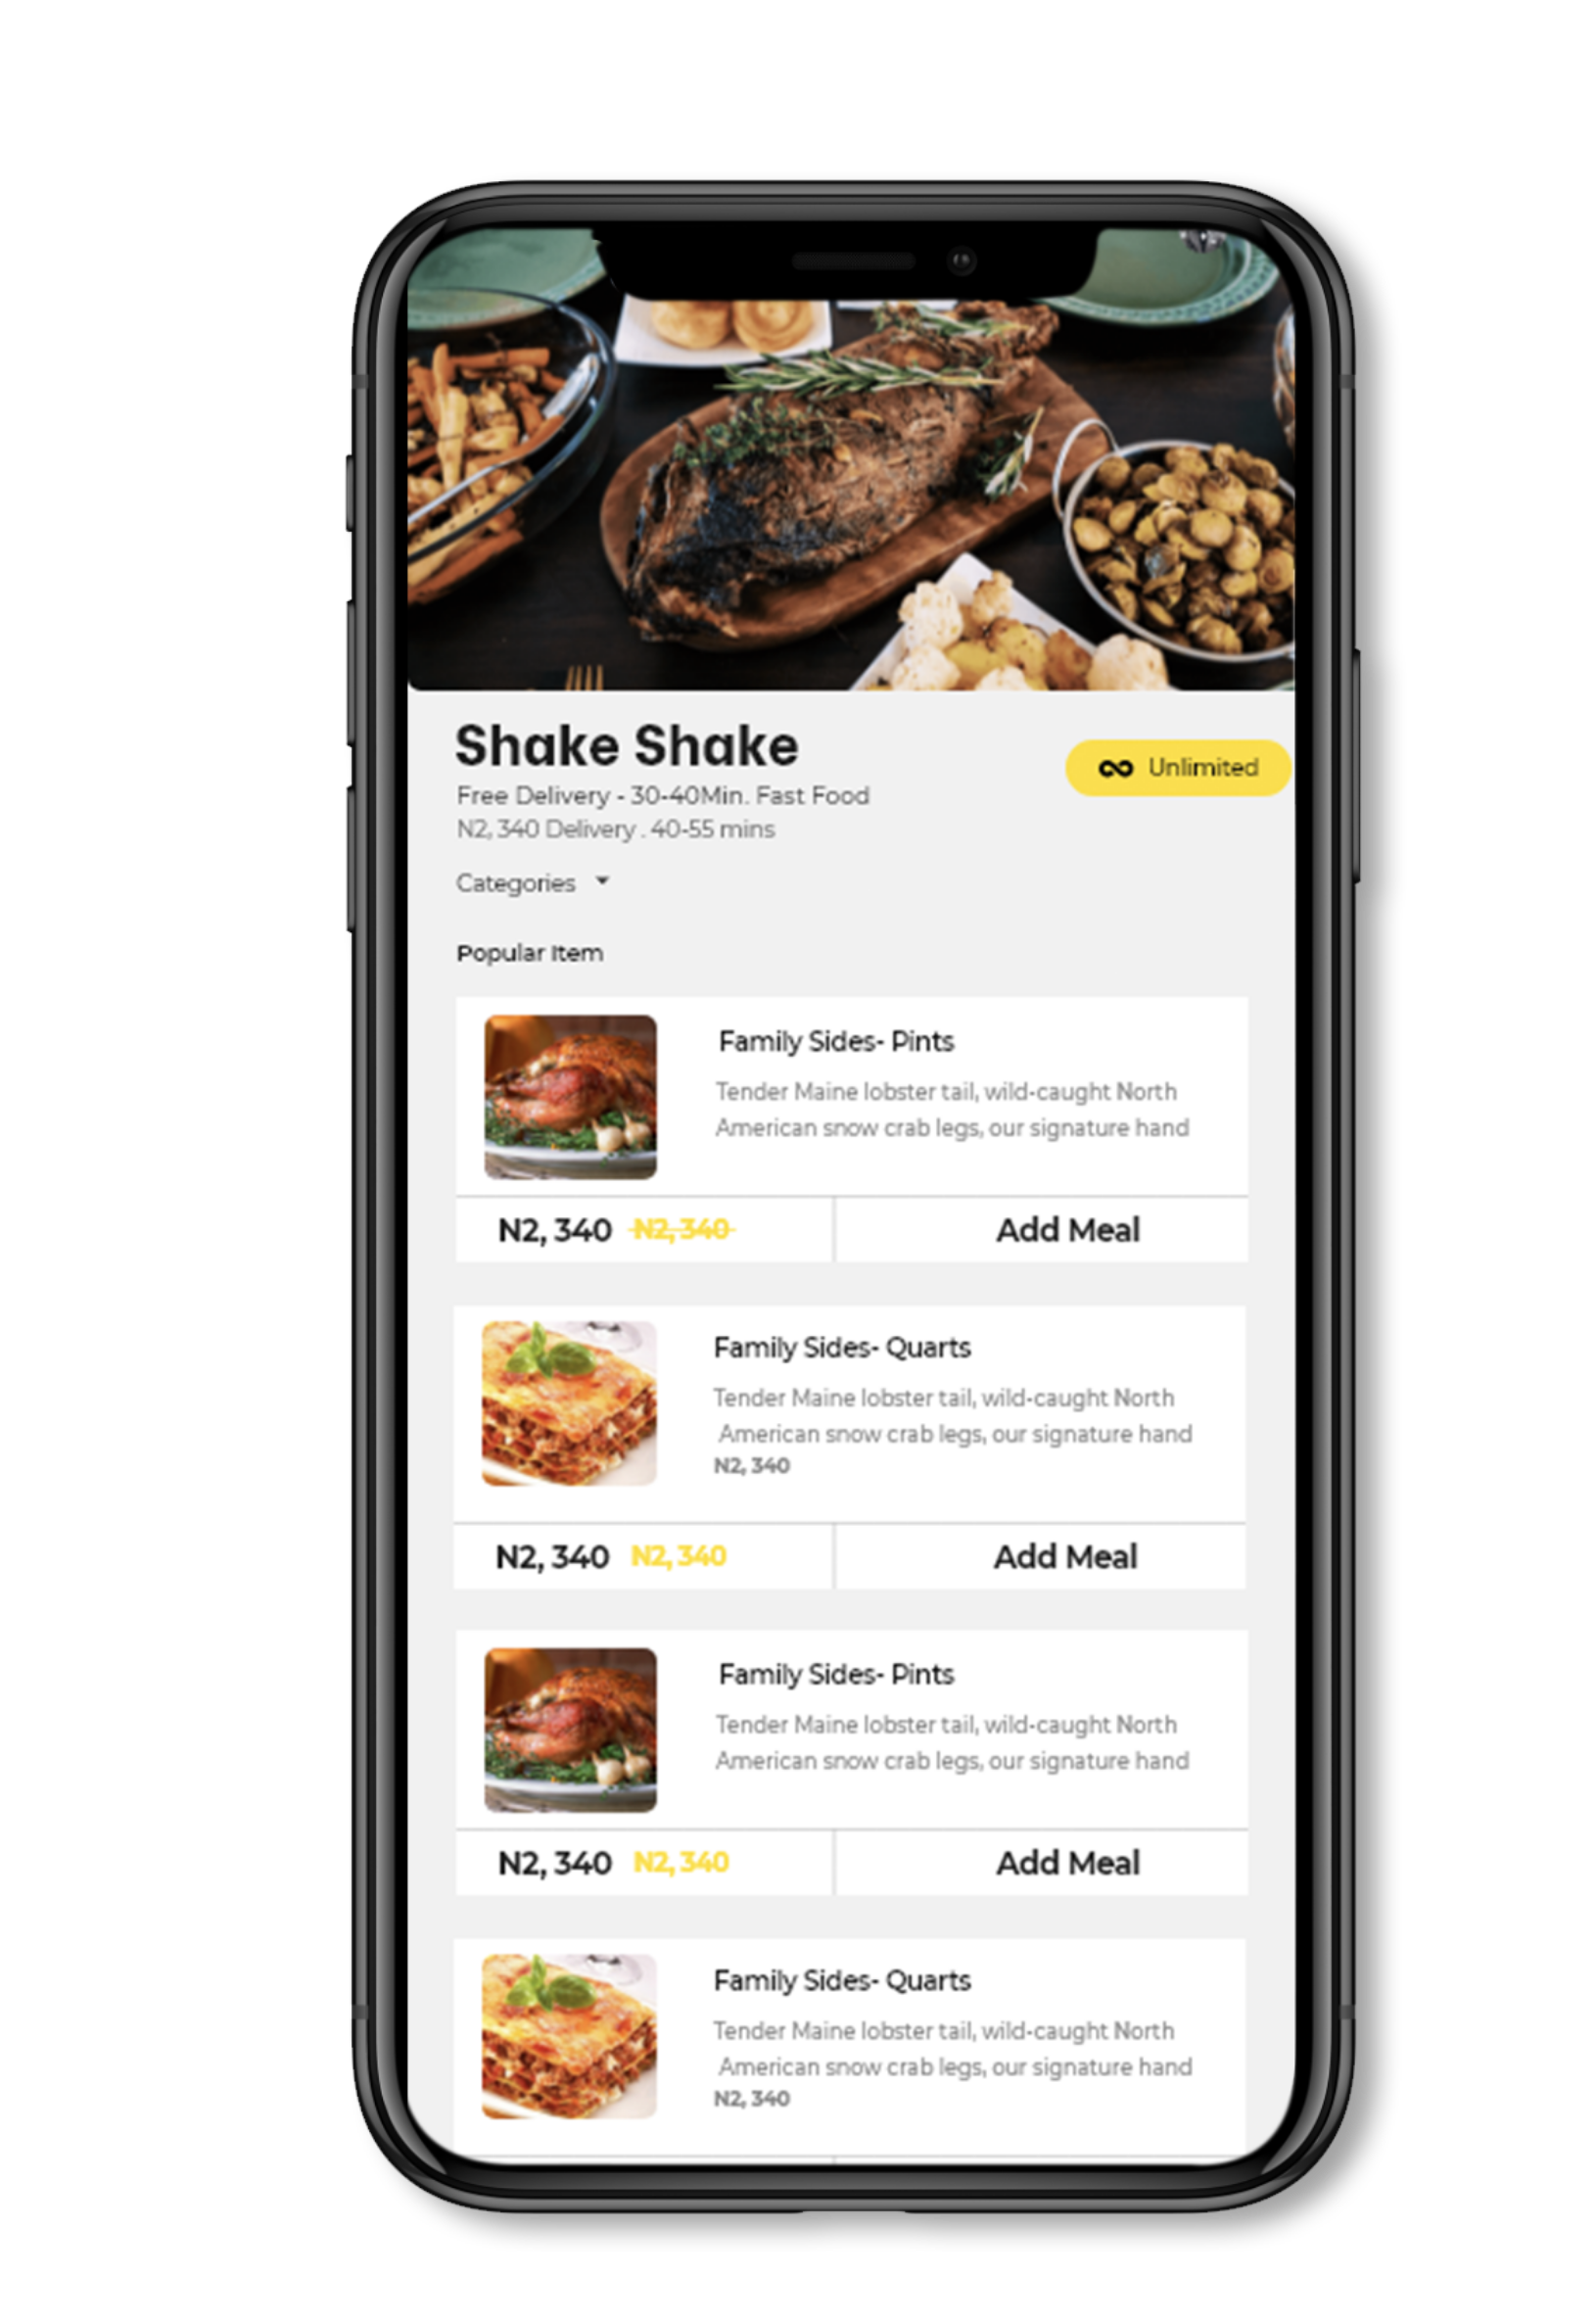 Shake Shake
Unlimited
Free Delivery - 30-40Min. Fast Food
N2, 340 Delivery . 40-55 mins
Categories
Popular Item
Family Sides- Pints
Tender Maine lobster tail, wild-caught North
American snow crab legs, our signature hand
N2, 340 N2, 340 Add Meal
Family Sides- Quarts
Tender Maine lobster tail, wild-caught North
American snow crab legs, our signature hand
N2, 340
N2, 340 N2, 340 Add Meal
Family Sides- Pints
Tender Maine lobster tail, wild-caught North
American snow crab legs, our signature hand
N2, 340 N2, 340 Add Meal
Family Sides- Quarts
Tender Maine lobster tail, wild-caught North
American snow crab legs, our signature hand
N2, 340